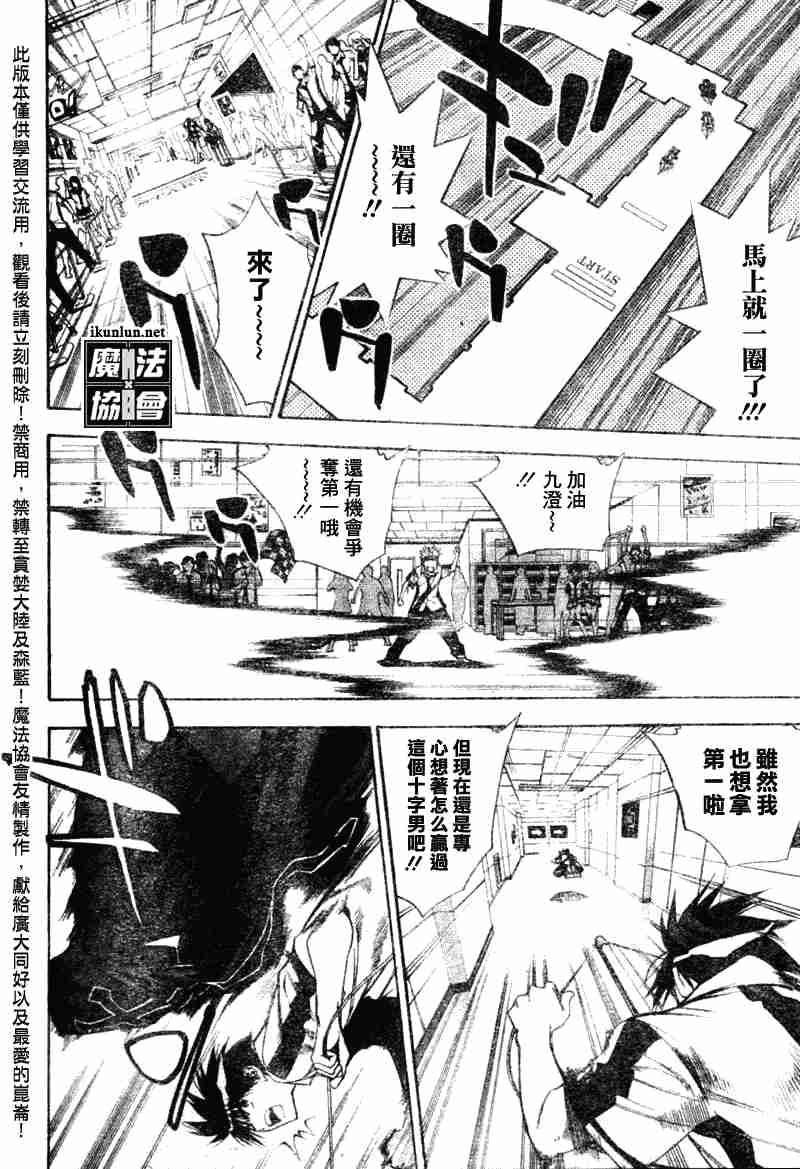 馬上就一圈了!!!
還有一圈
～～～～!!
START
來了～～～～
ikunlun.net
魔法
M×B
協會
加油
九澄～
還有機會爭
奪第一哦
～～～!!
雖然我
也想拿
第一啦
但現在還是專
心想著怎么贏過
這個十字男吧!!
此版本僅供學習交流用，觀看後請立刻刪除！禁商用，禁轉至貪婪大陸及森藍！魔法協會友情製作，獻給廣大同好以及最愛的崑崙！